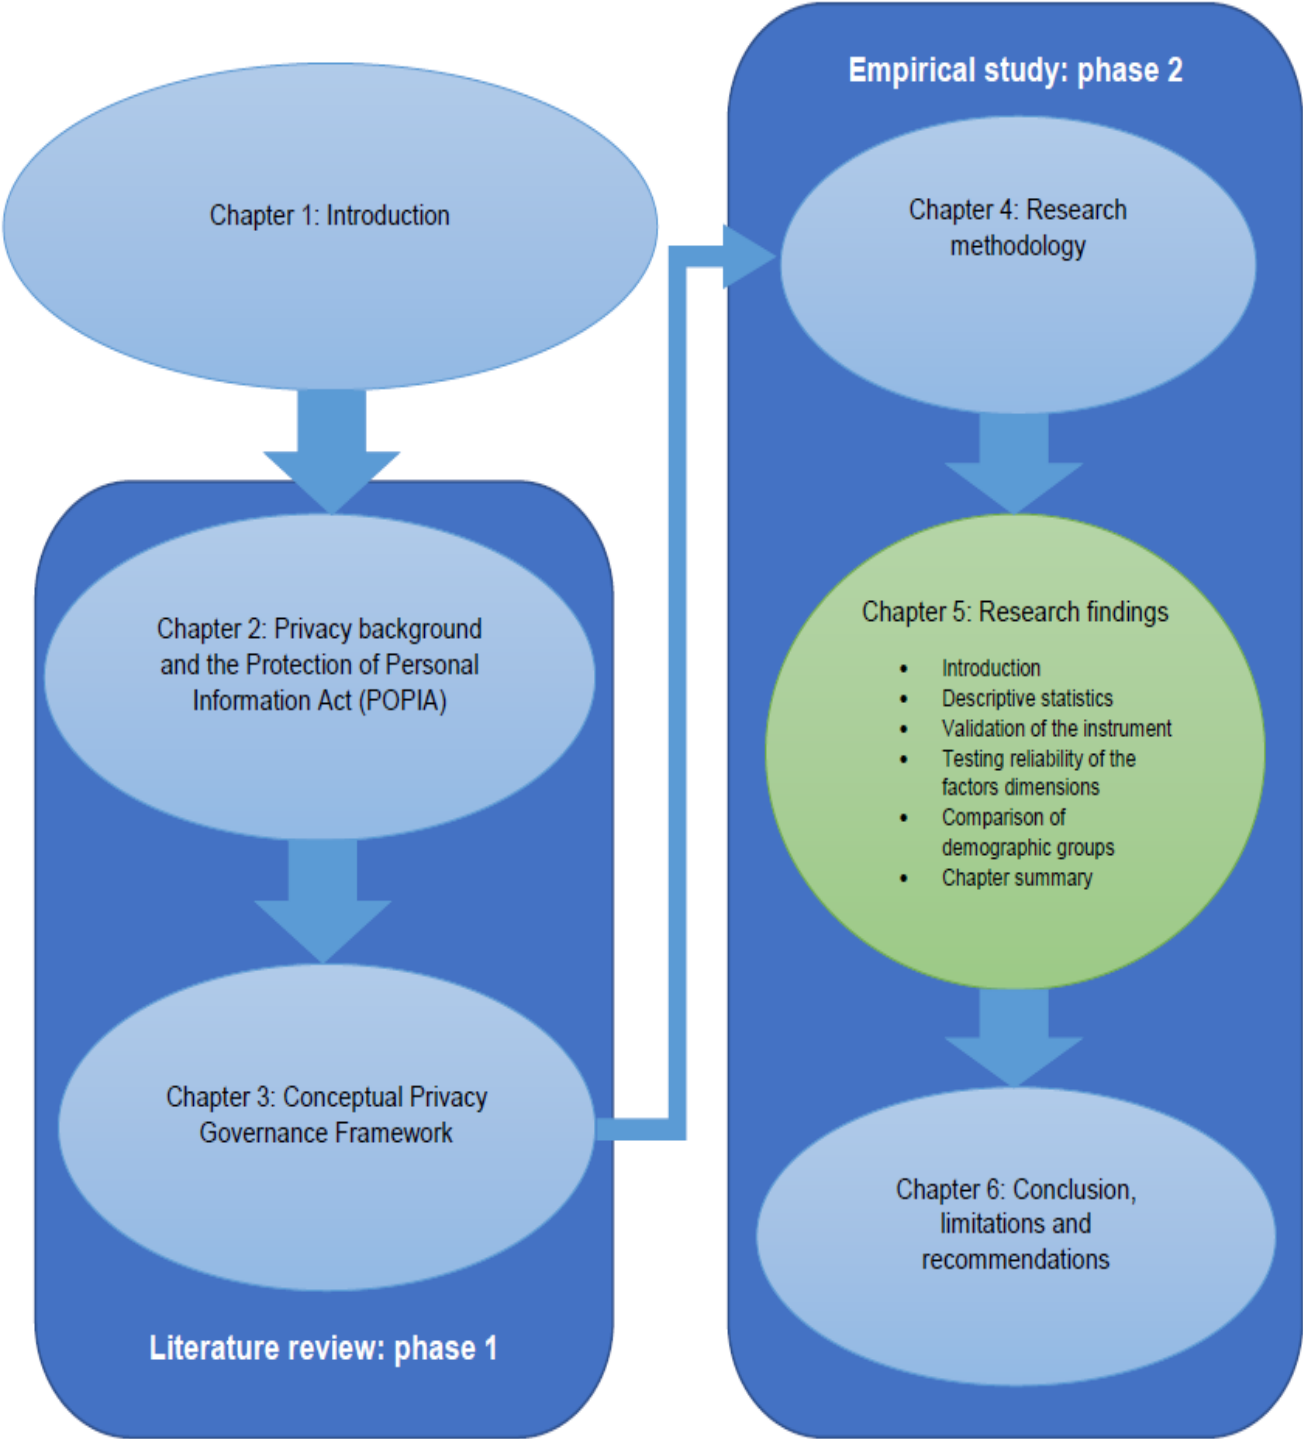 Chapter 1: Introduction
Chapter 2: Privacy background
and the Protection of Personal
Information Act (POPIA)
Chapter 3: Conceptual Privacy
Governance Framework
Literature review: phase 1
Empirical study: phase 2
Chapter 4: Research
methodology
Chapter 5: Research findings
• Introduction
• Descriptive statistics
• Validation of the instrument
• Testing reliability of the
factors dimensions
• Comparison of
demographic groups
• Chapter summary
Chapter 6: Conclusion,
limitations and
recommendations